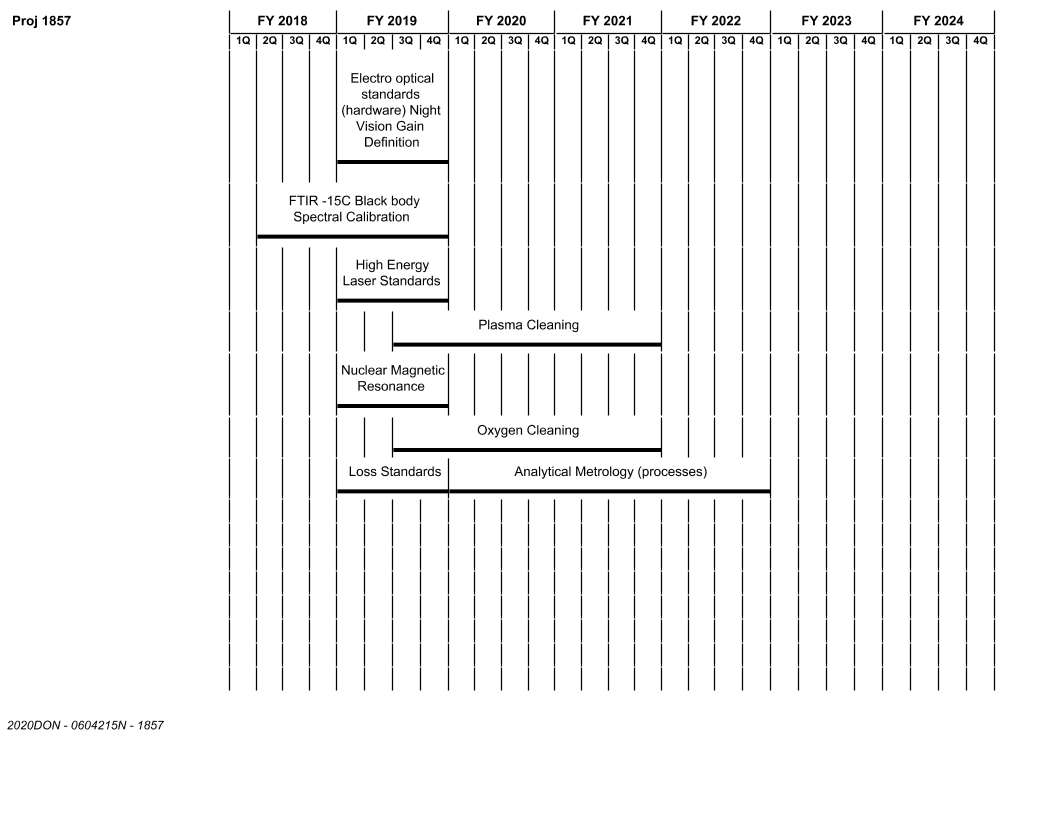 Proj 1857
FY 2018 FY 2019 FY 2020 FY 2021 FY 2022 FY 2023 FY 2024
1Q 2Q 3Q 4Q 1Q 2Q 3Q 4Q 1Q 2Q 3Q 4Q 1Q 2Q 3Q 4Q 1Q 2Q 3Q 4Q 1Q 2Q 3Q 4Q 1Q 2Q 3Q 4Q
Electro optical
standards
(hardware) Night
Vision Gain
Definition
FTIR -15C Black body
Spectral Calibration
High Energy
Laser Standards
Plasma Cleaning
Nuclear Magnetic
Resonance
Oxygen Cleaning
Loss Standards Analytical Metrology (processes)
2020DON - 0604215N - 1857